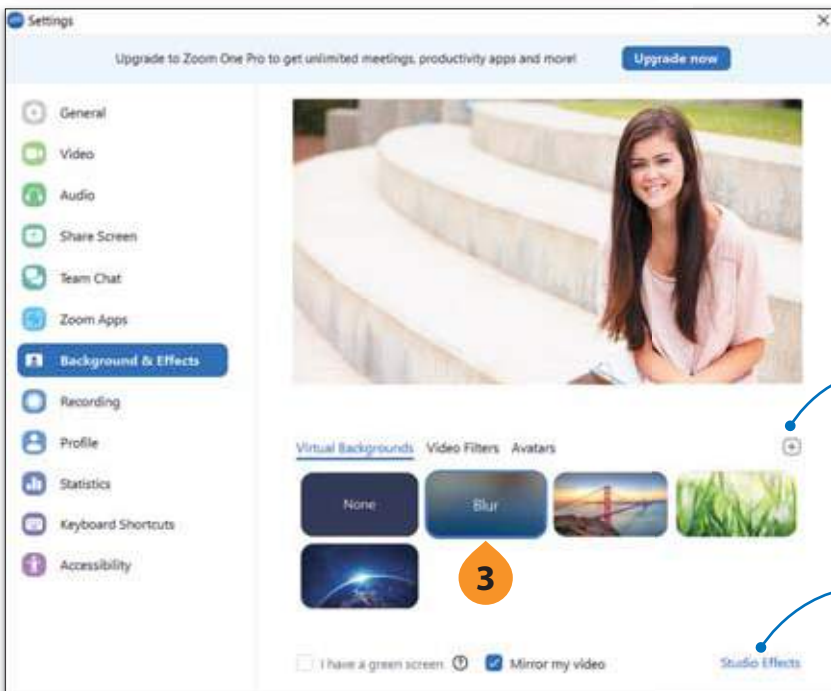 Settings
Upgrade to Zoom One Pro to get unlimited meetings, productivity apps and more! Upgrade now
General
Video
Audio
Share Screen
Team Chat
Zoom Apps
Background & Effects
Recording
Profile
Statistics
Keyboard Shortcuts
Accessibility
Virtual Backgrounds Video Filters Avatars
None Blur
3
I have a green screen ? Mirror my video Studio Effects